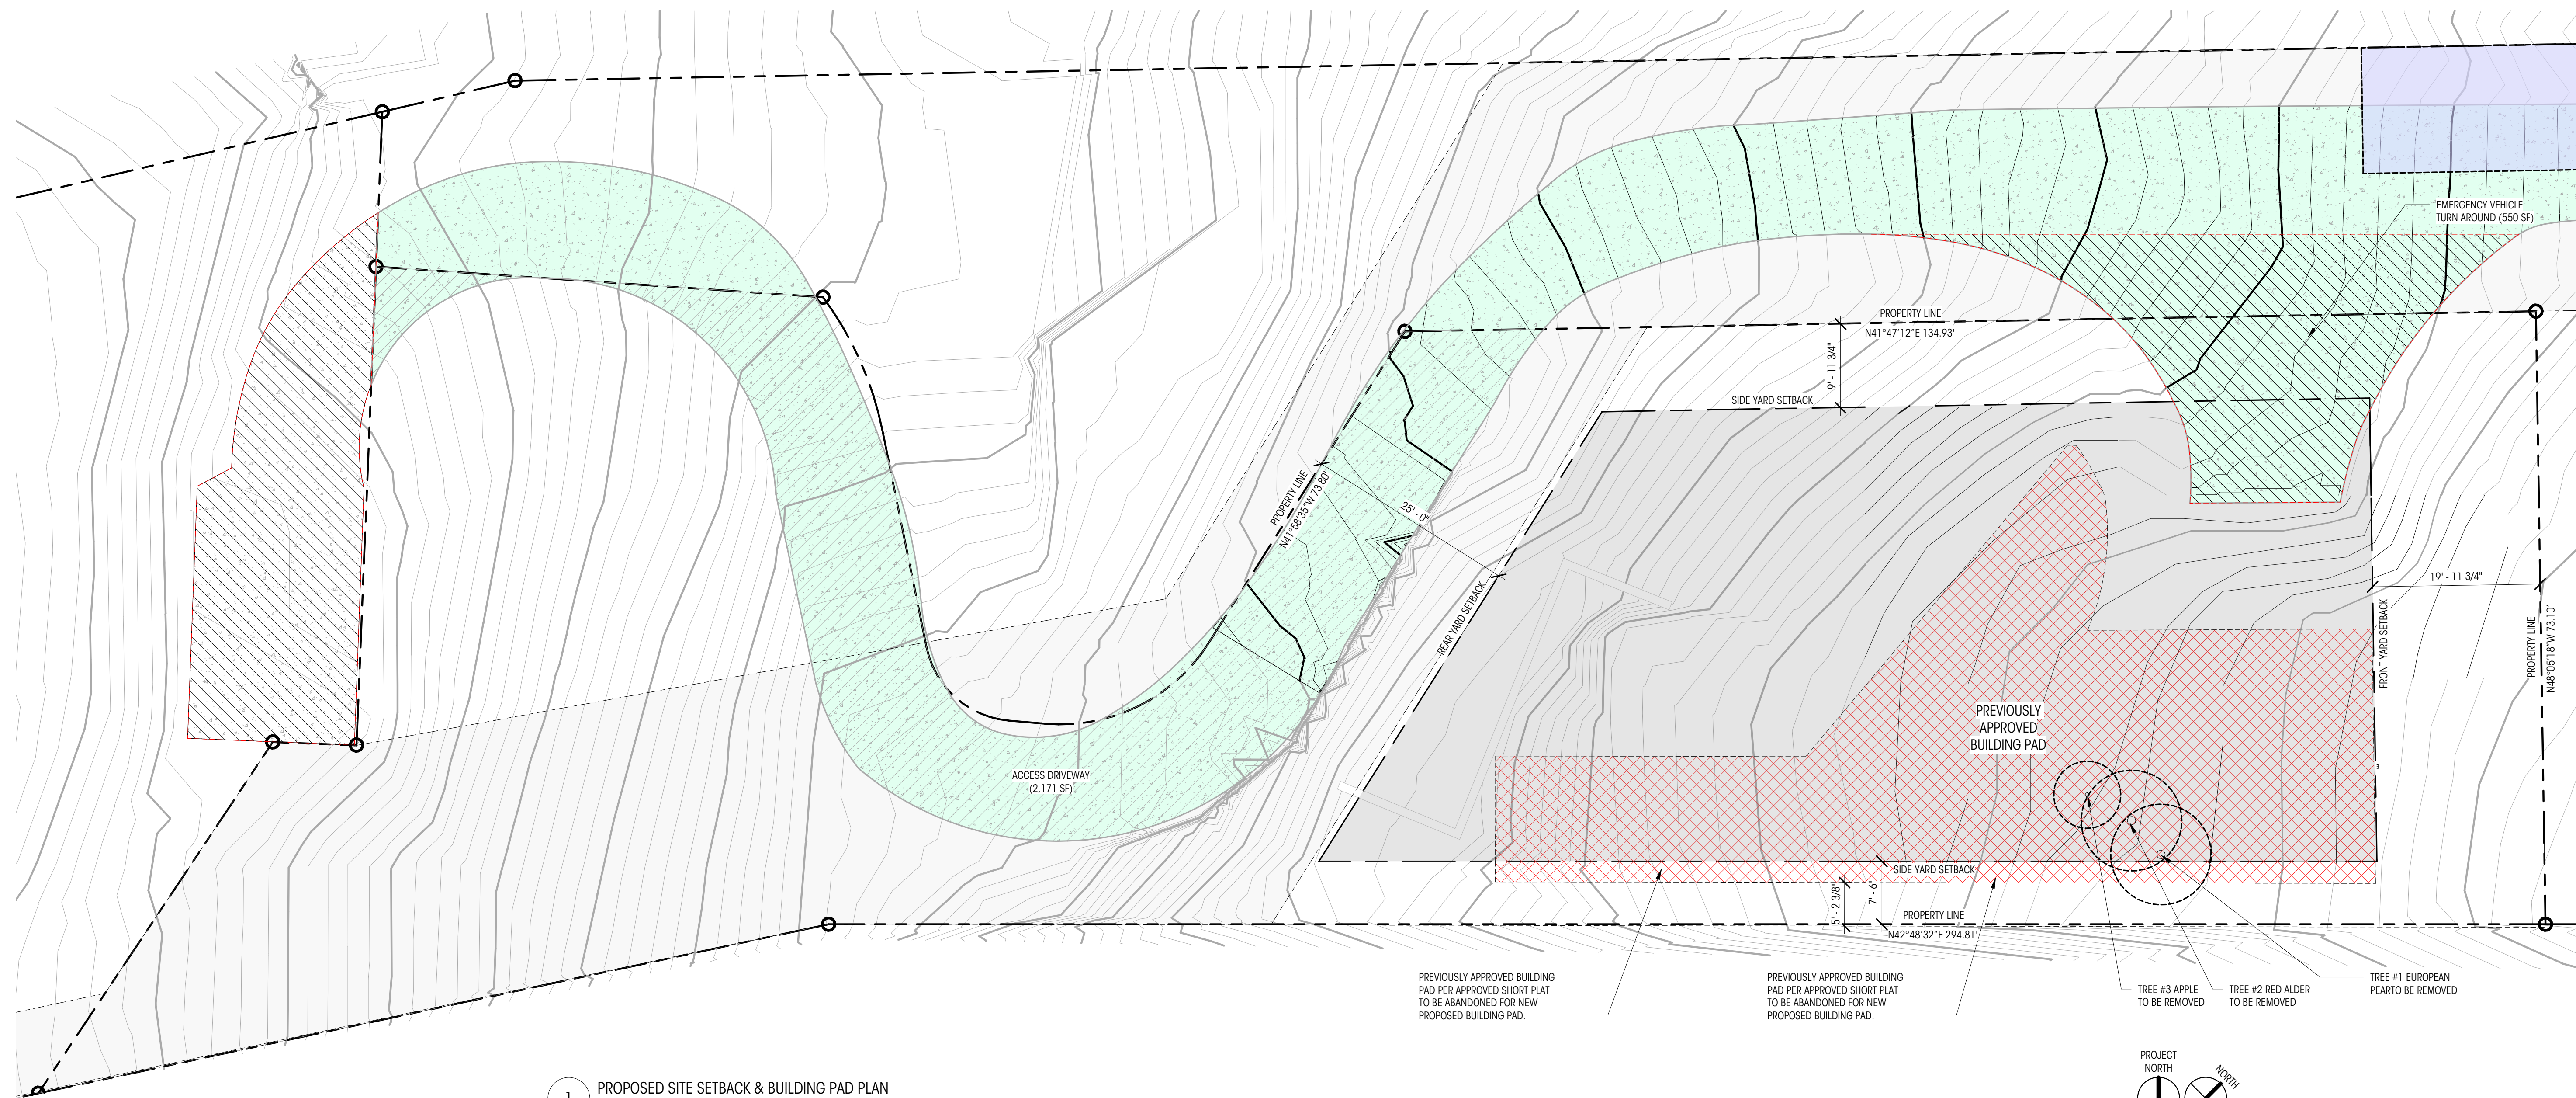 EMERGENCY VEHICLE
TURN AROUND (550 SF)
PROPERTY LINE
N41°47'12"E 134.93'
9' - 11 3/4"
SIDE YARD SETBACK
PROPERTY LINE
N41°58'35"W 73.80'
25' - 0"
REAR YARD SETBACK
19' - 11 3/4"
FRONT YARD SETBACK
PROPERTY LINE
N48°05'18"W 73.10'
PREVIOUSLY
APPROVED
BUILDING PAD
ACCESS DRIVEWAY
(2,171 SF)
SIDE YARD SETBACK
5' - 2 3/8"
7' - 6"
PROPERTY LINE
N42°48'32"E 294.81'
PREVIOUSLY APPROVED BUILDING
PAD PER APPROVED SHORT PLAT
TO BE ABANDONED FOR NEW
PROPOSED BUILDING PAD.
PREVIOUSLY APPROVED BUILDING
PAD PER APPROVED SHORT PLAT
TO BE ABANDONED FOR NEW
PROPOSED BUILDING PAD.
TREE #3 APPLE
TO BE REMOVED
TREE #2 RED ALDER
TO BE REMOVED
TREE #1 EUROPEAN
PEARTO BE REMOVED
PROJECT
NORTH
NORTH
1
PROPOSED SITE SETBACK & BUILDING PAD PLAN